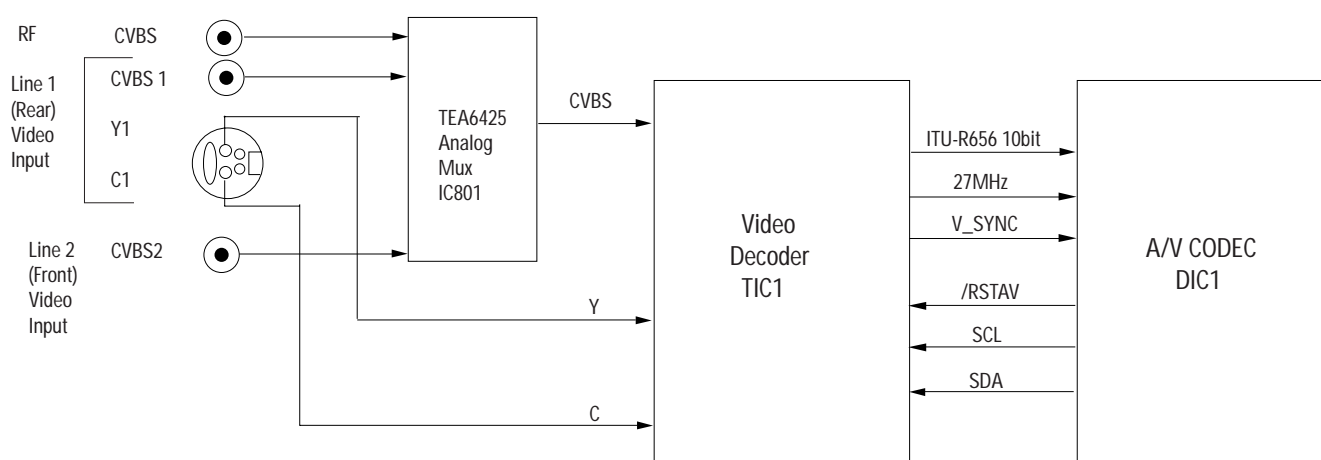 RF
CVBS
Line 1
(Rear)
Video
Input
CVBS 1
Y1
C1
Line 2
(Front)
Video
Input
CVBS2
TEA6425
Analog
Mux
IC801
CVBS
Y
C
Video
Decoder
TIC1
ITU-R656 10bit
27MHz
V_SYNC
/RSTAV
SCL
SDA
A/V CODEC
DIC1